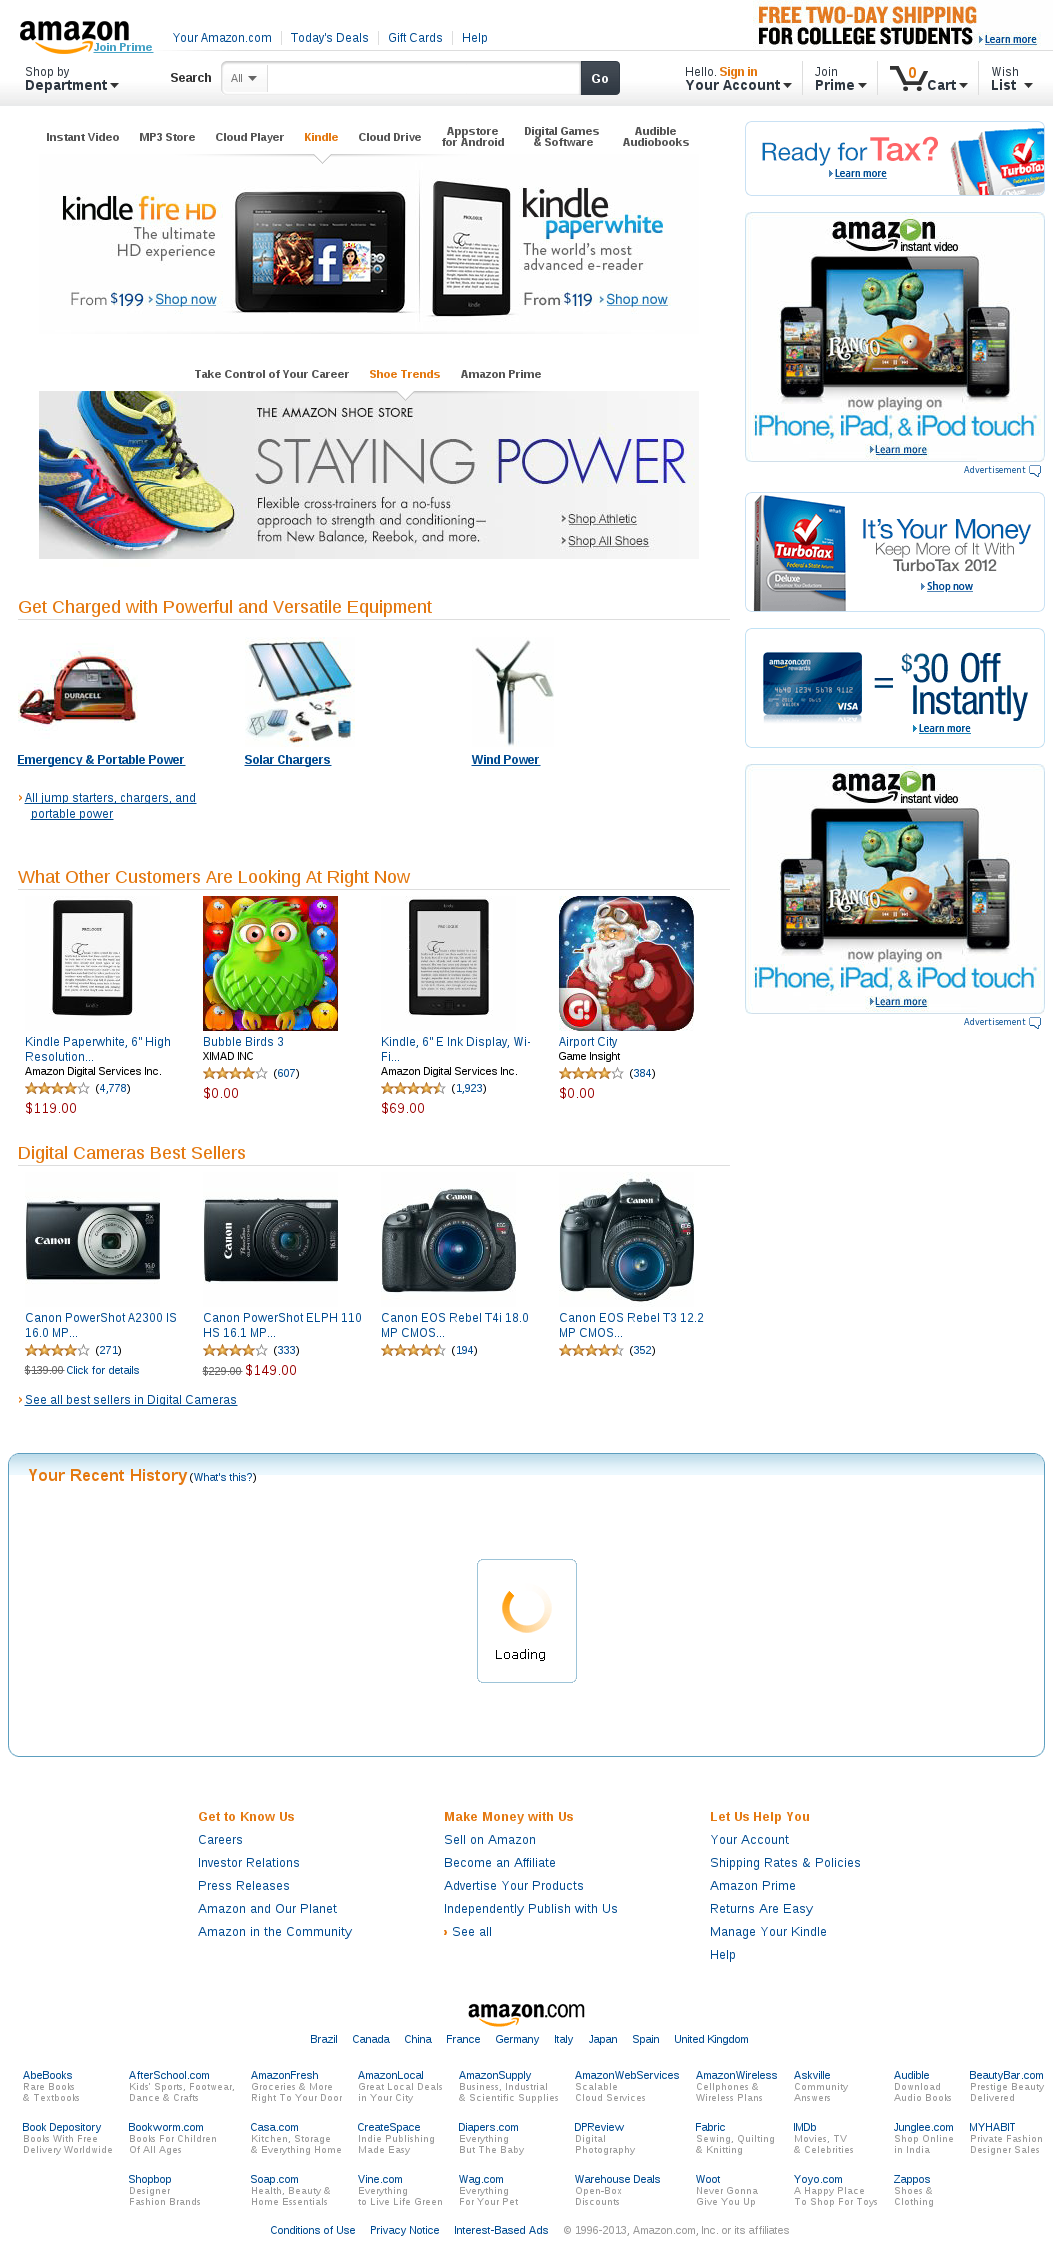 amazon
Join Prime
Your Amazon.com
Today's Deals
Gift Cards
Help
FREE TWO-DAY SHIPPING
FOR COLLEGE STUDENTS
Learn more
Shop by
Department
Search
All
Go
Hello. Sign in
Your Account
Join
Prime
0
Cart
Wish
List
Instant Video
MP3 Store
Cloud Player
Kindle
Cloud Drive
Appstore
for Android
Digital Games
& Software
Audible
Audiobooks
kindle fire HD
The ultimate
HD experience
From $199 Shop now
PROLOGUE
kindle
kindle
paperwhite
The world's most
advanced e-reader
From $119 Shop now
Ready for Tax?
Learn more
TurboTax
amazon
instant video
RANGO
now playing on
iPhone, iPad, & iPod touch
Learn more
Advertisement
Take Control of Your Career
Shoe Trends
Amazon Prime
THE AMAZON SHOE STORE
STAYING POWER
Flexible cross-trainers for a no-fuss
approach to strength and conditioning—
from New Balance, Reebok, and more.
Shop Athletic
Shop All Shoes
TurboTax
Federal & State Returns
Deluxe
It's Your Money
Keep More of It With
TurboTax 2012
Shop now
amazon.com
rewards
VISA
= $30 Off
Instantly
Learn more
Get Charged with Powerful and Versatile Equipment
DURACELL
Emergency & Portable Power
Solar Chargers
Wind Power
All jump starters, chargers, and
portable power
amazon
instant video
RANGO
now playing on
iPhone, iPad, & iPod touch
Learn more
Advertisement
What Other Customers Are Looking At Right Now
PROLOGUE
kindle
Kindle Paperwhite, 6" High
Resolution...
Amazon Digital Services Inc.
(4,778)
$119.00
Bubble Birds 3
XIMAD INC
(607)
$0.00
kindle
PROLOGUE
Kindle, 6" E Ink Display, Wi-
Fi...
Amazon Digital Services Inc.
(1,923)
$69.00
G!
Airport City
Game Insight
(384)
$0.00
Digital Cameras Best Sellers
Canon
Canon PowerShot A2300 IS
16.0 MP...
(271)
$139.00 Click for details
Canon
Canon PowerShot ELPH 110
HS 16.1 MP...
(333)
$229.00 $149.00
Canon
Canon EOS Rebel T4i 18.0
MP CMOS...
(194)
Canon
Canon EOS Rebel T3 12.2
MP CMOS...
(352)
See all best sellers in Digital Cameras
Your Recent History (What's this?)
Loading
Get to Know Us
Careers
Investor Relations
Press Releases
Amazon and Our Planet
Amazon in the Community
Make Money with Us
Sell on Amazon
Become an Affiliate
Advertise Your Products
Independently Publish with Us
See all
Let Us Help You
Your Account
Shipping Rates & Policies
Amazon Prime
Returns Are Easy
Manage Your Kindle
Help
amazon.com
Brazil Canada China France Germany Italy Japan Spain United Kingdom
AbeBooks
Rare Books
& Textbooks
AfterSchool.com
Kids' Sports, Footwear,
Dance & Crafts
AmazonFresh
Groceries & More
Right To Your Door
AmazonLocal
Great Local Deals
in Your City
AmazonSupply
Business, Industrial
& Scientific Supplies
AmazonWebServices
Scalable
Cloud Services
AmazonWireless
Cellphones &
Wireless Plans
Askville
Community
Answers
Audible
Download
Audio Books
BeautyBar.com
Prestige Beauty
Delivered
Book Depository
Books With Free
Delivery Worldwide
Bookworm.com
Books For Children
Of All Ages
Casa.com
Kitchen, Storage
& Everything Home
CreateSpace
Indie Publishing
Made Easy
Diapers.com
Everything
But The Baby
DPReview
Digital
Photography
Fabric
Sewing, Quilting
& Knitting
IMDb
Movies, TV
& Celebrities
Junglee.com
Shop Online
in India
MYHABIT
Private Fashion
Designer Sales
Shopbop
Designer
Fashion Brands
Soap.com
Health, Beauty &
Home Essentials
Vine.com
Everything
to Live Life Green
Wag.com
Everything
For Your Pet
Warehouse Deals
Open-Box
Discounts
Woot
Never Gonna
Give You Up
Yoyo.com
A Happy Place
To Shop For Toys
Zappos
Shoes &
Clothing
Conditions of Use Privacy Notice Interest-Based Ads © 1996-2013, Amazon.com, Inc. or its affiliates